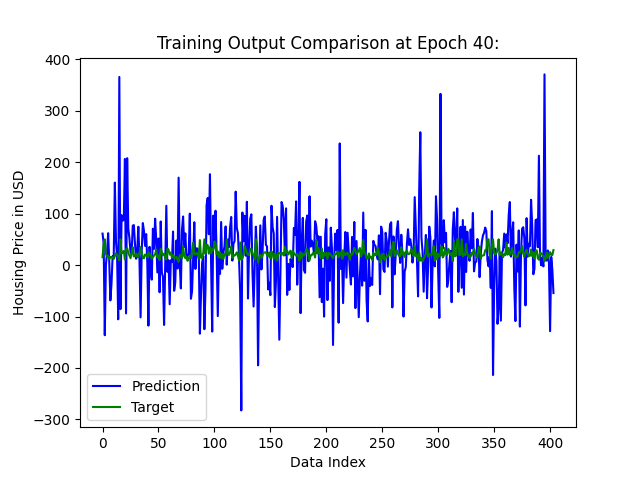 Training Output Comparison at Epoch 40:
Housing Price in USD
400
300
200
100
0
−100
−200
−300
Prediction
Target
0 50 100 150 200 250 300 350 400
Data Index